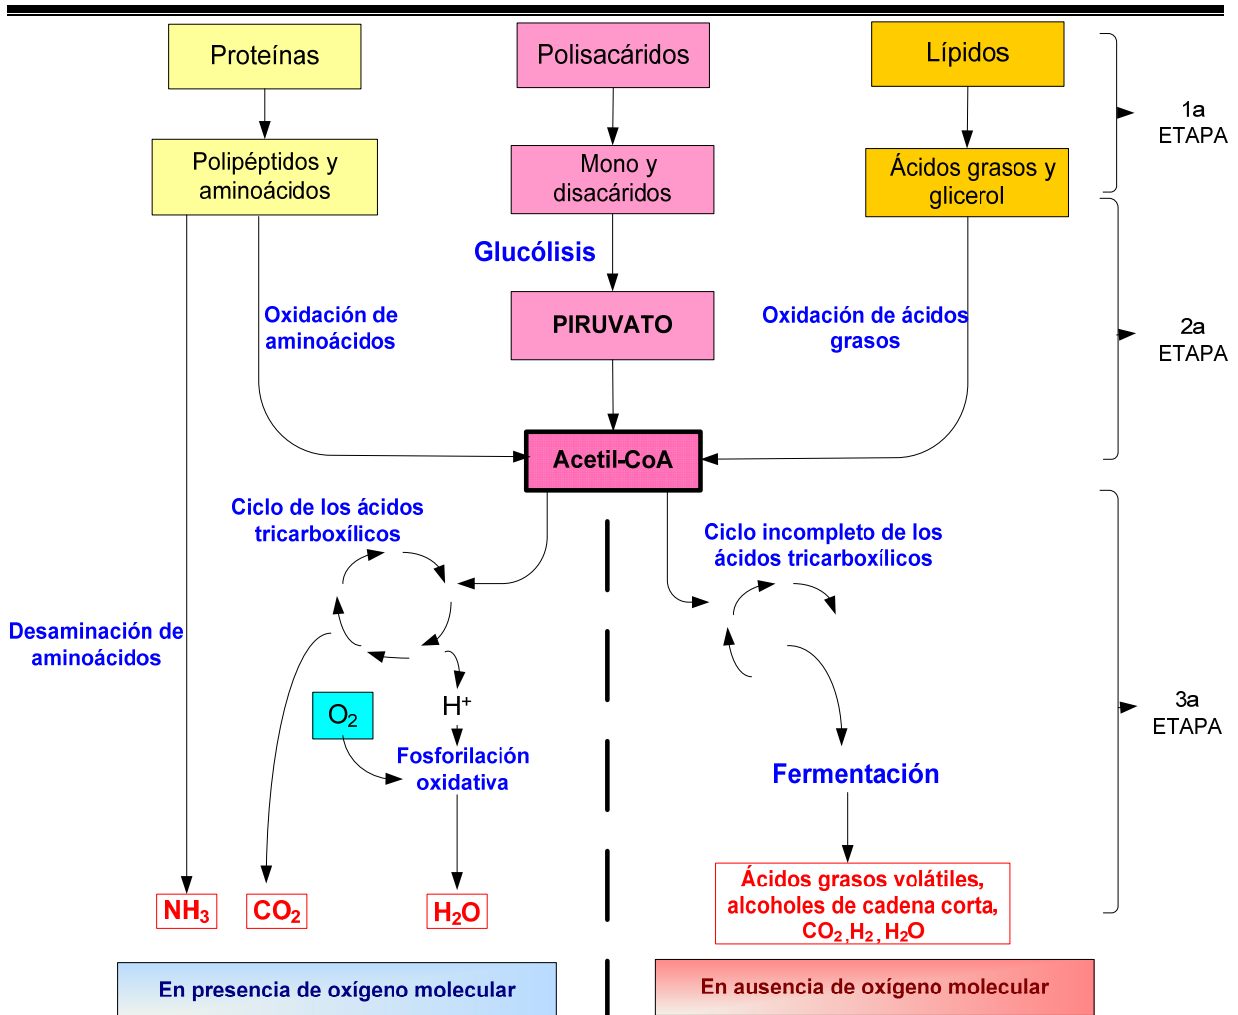 Proteínas
Polisacáridos
Lípidos
1a
ETAPA
Polipéptidos y
aminoácidos
Mono y
disacáridos
Ácidos grasos y
glicerol
Glucólisis
Oxidación de
aminoácidos
PIRUVATO
Oxidación de ácidos
grasos
2a
ETAPA
Acetil-CoA
Ciclo de los ácidos
tricarboxílicos
Ciclo incompleto de los
ácidos tricarboxílicos
Desaminación de
aminoácidos
H⁺
O₂
Fosforilación
oxidativa
Fermentación
3a
ETAPA
NH₃
CO₂
H₂O
Ácidos grasos volátiles,
alcoholes de cadena corta,
CO₂,H₂, H₂O
En presencia de oxígeno molecular
En ausencia de oxígeno molecular